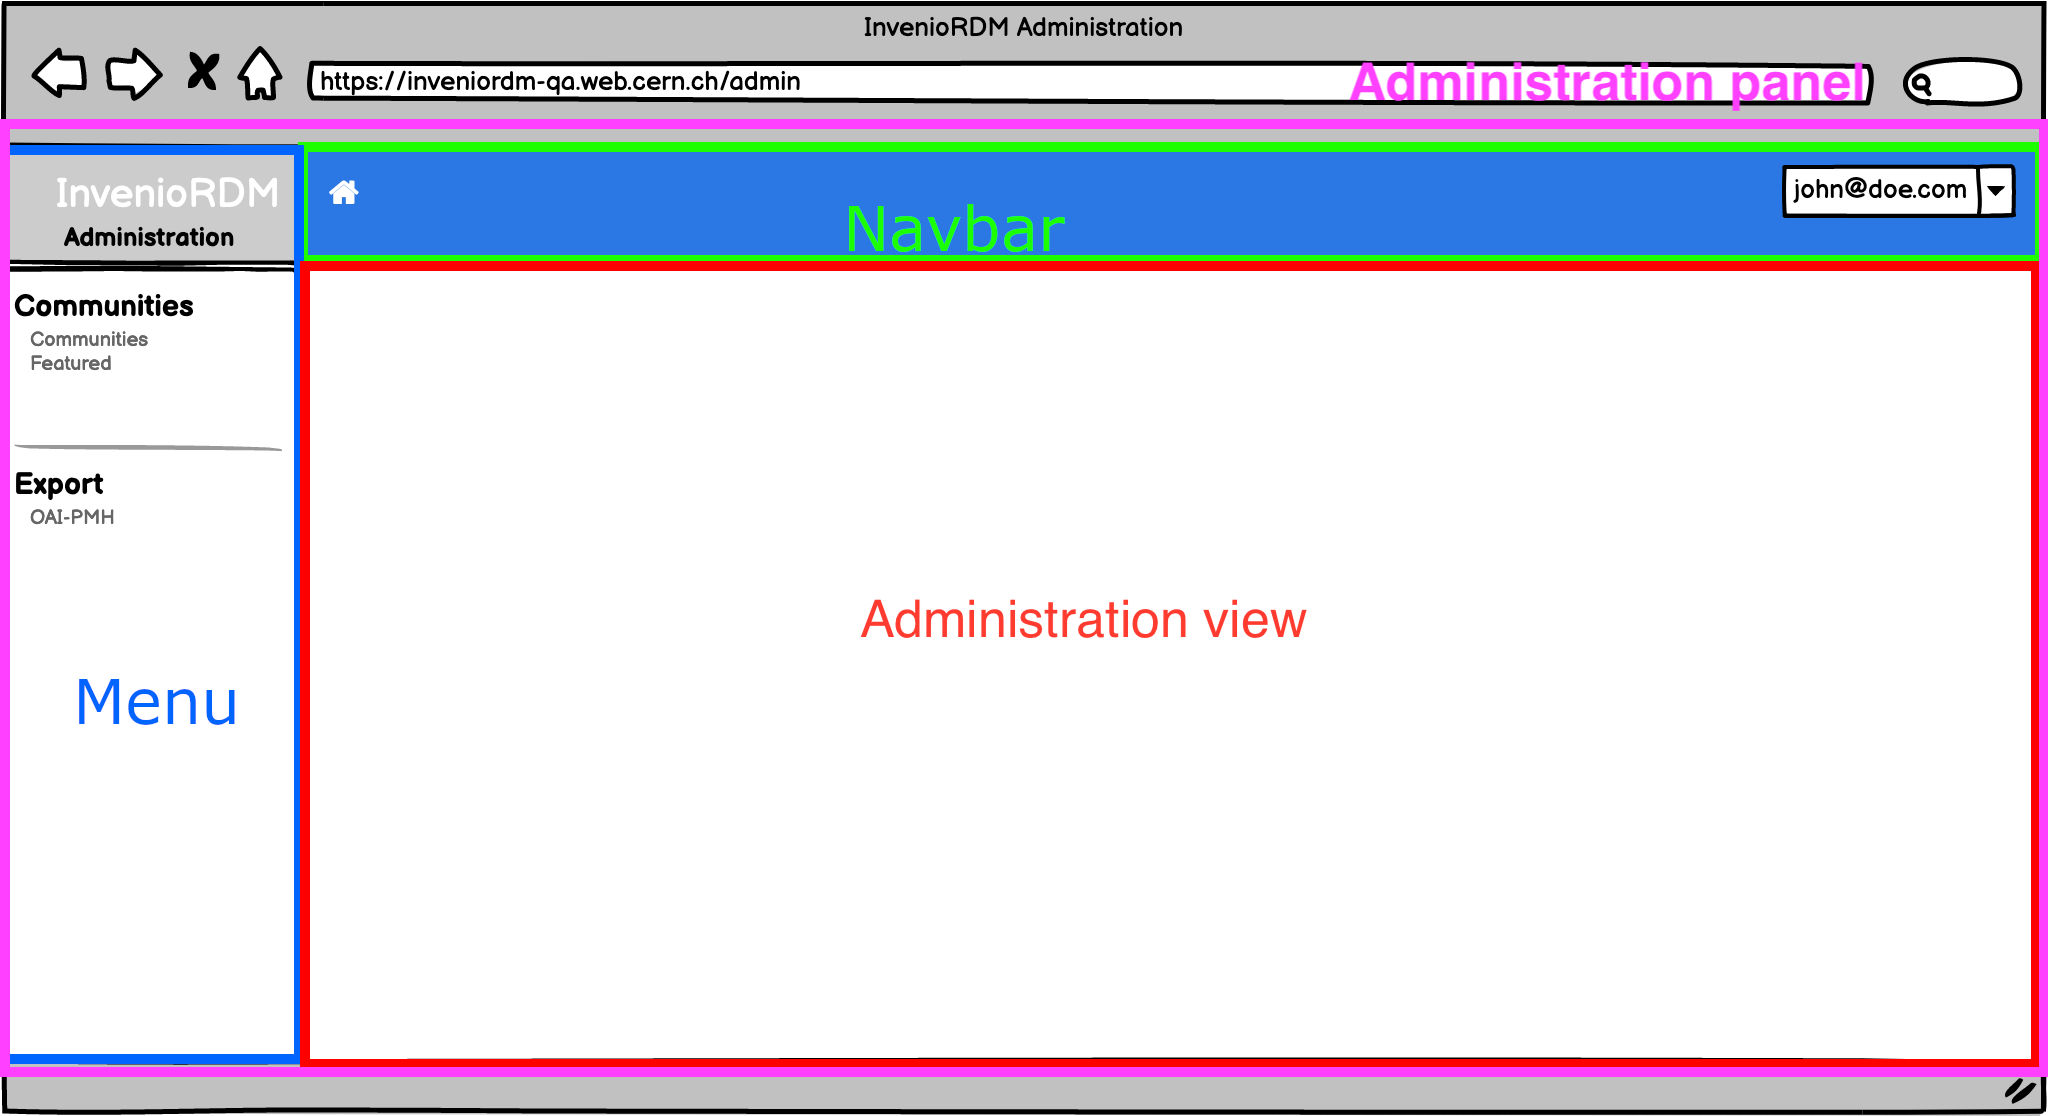 InvenioRDM Administration
https://inveniordm-qa.web.cern.ch/admin
Administration panel
InvenioRDM
Administration
john@doe.com
Navbar
Communities
Communities
Featured
Export
OAI-PMH
Administration view
Menu